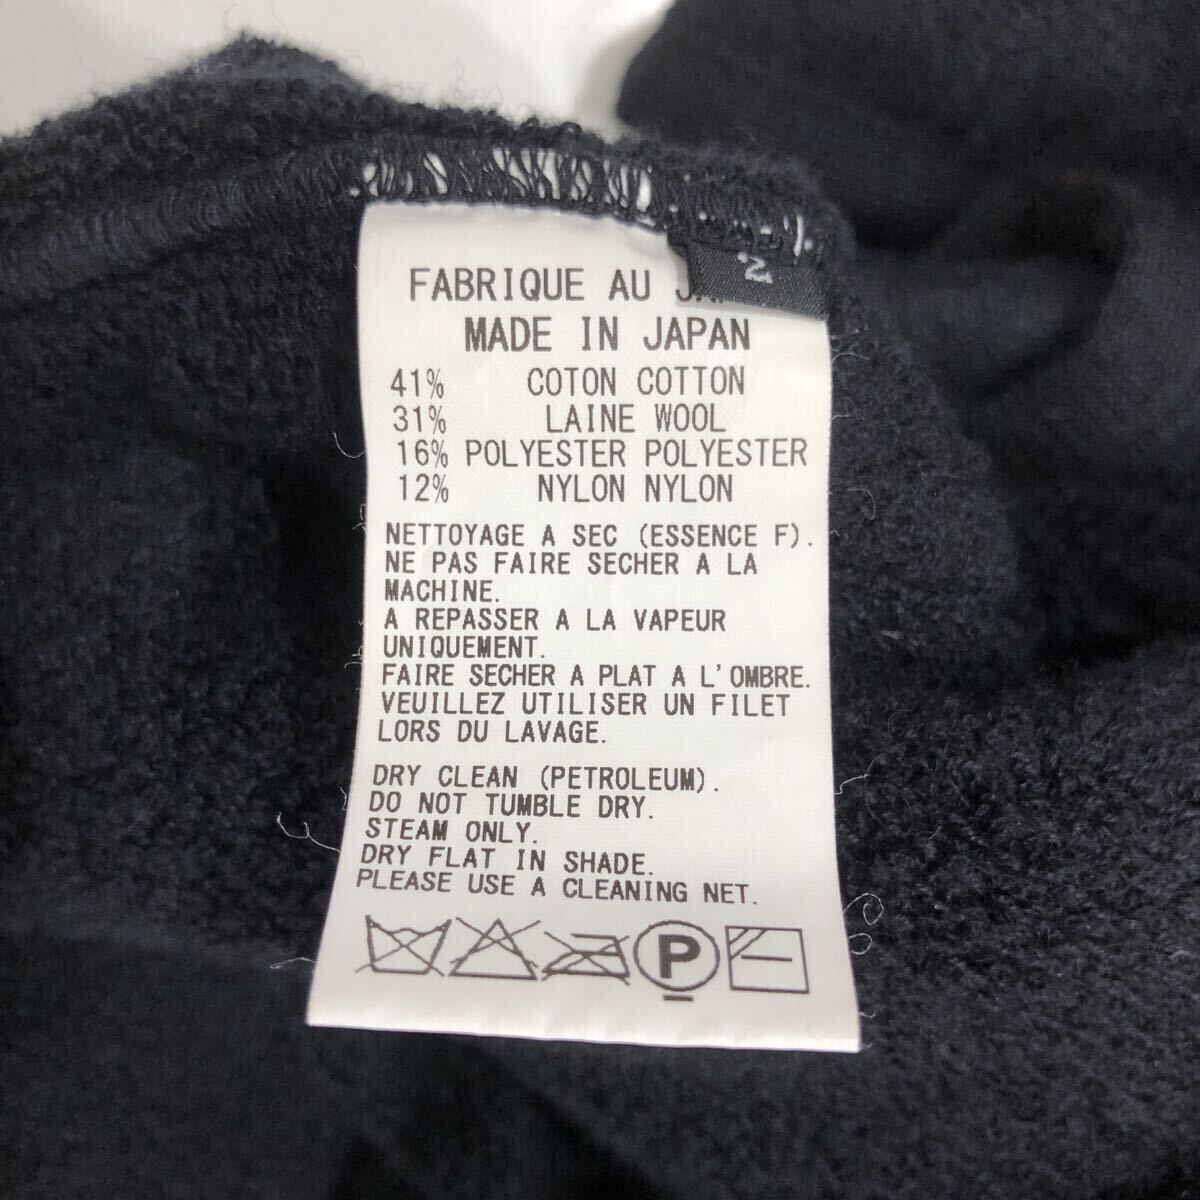 FABRIQUE AU
2
MADE IN JAPAN
41% COTON COTTON
31% LAINE WOOL
16% POLYESTER POLYESTER
12% NYLON NYLON
NETTOYAGE A SEC (ESSENCE F).
NE PAS FAIRE SECHER A LA
MACHINE.
A REPASSER A LA VAPEUR
UNIQUEMENT.
FAIRE SECHER A PLAT A L'OMBRE.
VEUILLEZ UTILISER UN FILET
LORS DU LAVAGE.
DRY CLEAN (PETROLEUM).
DO NOT TUMBLE DRY.
STEAM ONLY.
DRY FLAT IN SHADE.
PLEASE USE A CLEANING NET.
P